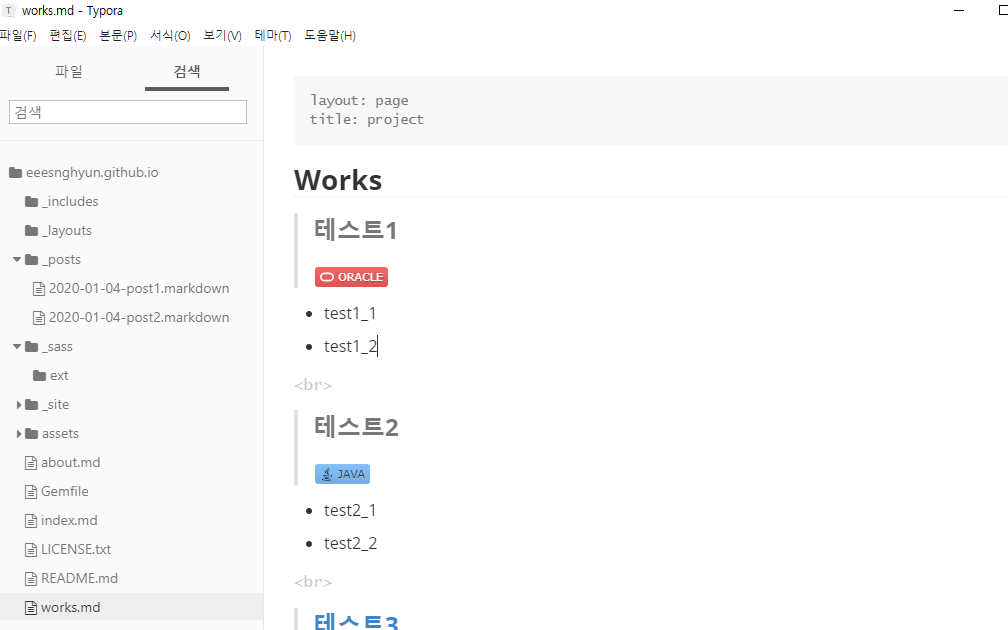 works.md - Typora
파일(F) 편집(E) 본문(P) 서식(O) 보기(V) 테마(T) 도움말(H)
파일 검색
검색
eeesnghyun.github.io
_includes
_layouts
_posts
2020-01-04-post1.markdown
2020-01-04-post2.markdown
_sass
ext
_site
assets
about.md
Gemfile
index.md
LICENSE.txt
README.md
works.md
layout: page
title: project
Works
테스트1
ORACLE
test1_1
test1_2
<br>
테스트2
JAVA
test2_1
test2_2
<br>
테스트3